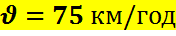 𝝑 = 75 км/год